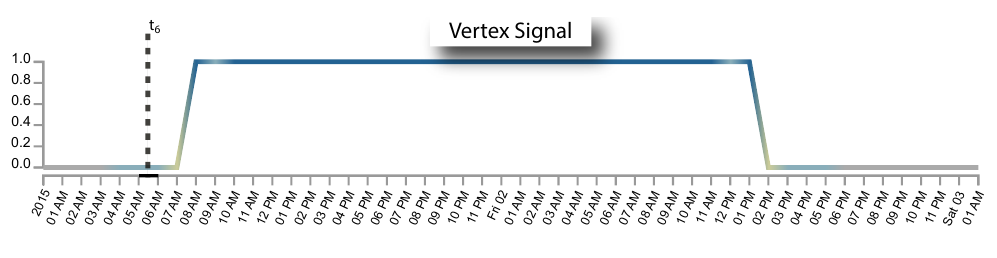 t6
Vertex Signal
1.0
0.8
0.6
0.4
0.2
0.0
2015
01 AM
02 AM
03 AM
04 AM
05 AM
06 AM
07 AM
08 AM
09 AM
10 AM
11 AM
12 PM
01 PM
02 PM
03 PM
04 PM
05 PM
06 PM
07 PM
08 PM
09 PM
10 PM
11 PM
Fri 02
01 AM
02 AM
03 AM
04 AM
05 AM
06 AM
07 AM
08 AM
09 AM
10 AM
11 AM
12 PM
01 PM
02 PM
03 PM
04 PM
05 PM
06 PM
07 PM
08 PM
09 PM
10 PM
11 PM
Sat 03
01 AM